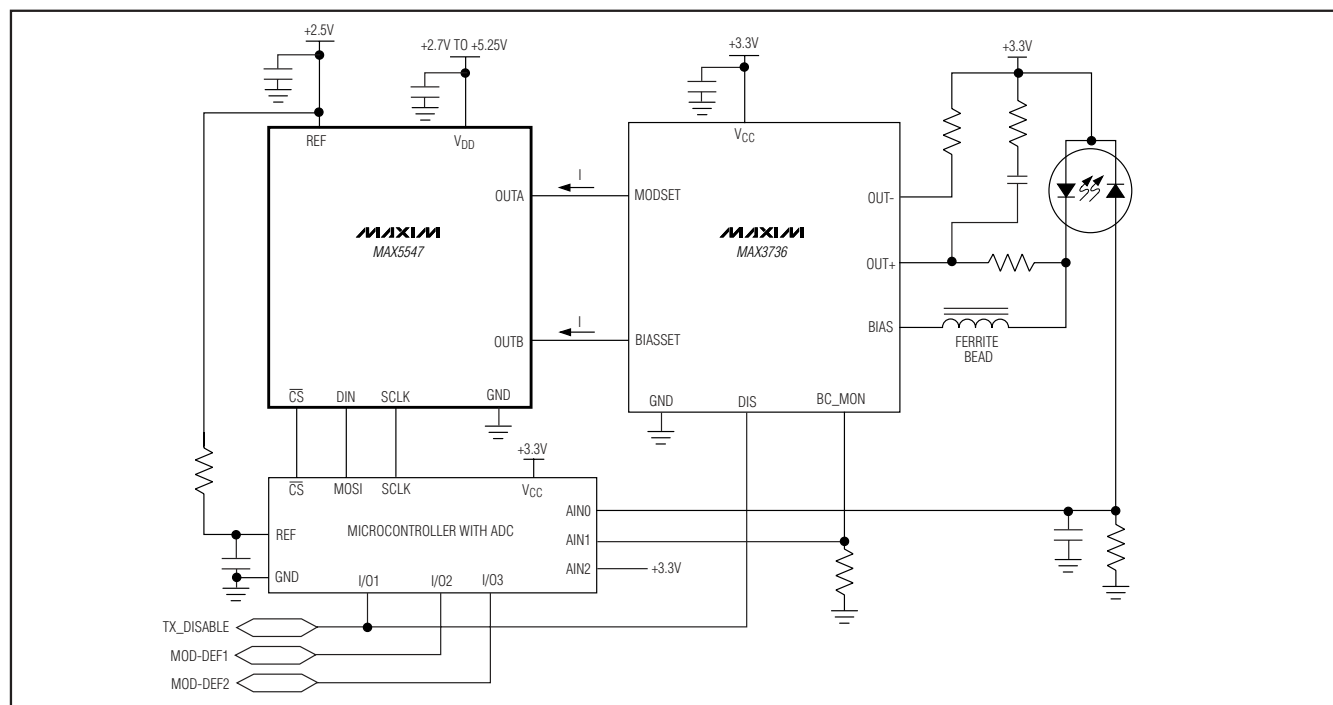 +2.5V
+2.7V TO +5.25V
+3.3V
+3.3V
REF
VDD
VCC
OUTA
I
MODSET
OUT-
MAXIM
MAX5547
MAXIM
MAX3736
OUT+
I
OUTB
BIASSET
BIAS
FERRITE
BEAD
CS
DIN
SCLK
GND
GND
DIS
BC_MON
+3.3V
CS
MOSI
SCLK
VCC
AIN0
REF
MICROCONTROLLER WITH ADC
AIN1
AIN2
+3.3V
GND
I/O1
I/O2
I/O3
TX_DISABLE
MOD-DEF1
MOD-DEF2